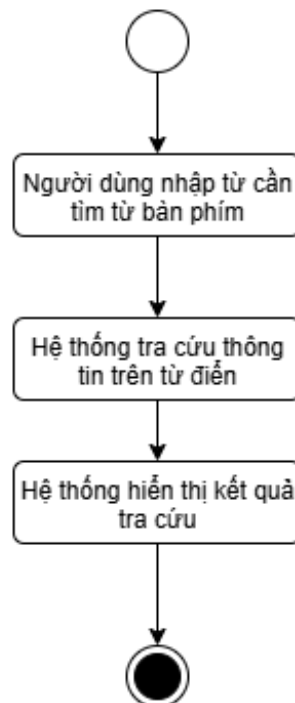 Người dùng nhập từ cần
tìm từ bàn phím
Hệ thống tra cứu thông
tin trên từ điển
Hệ thống hiển thị kết quả
tra cứu